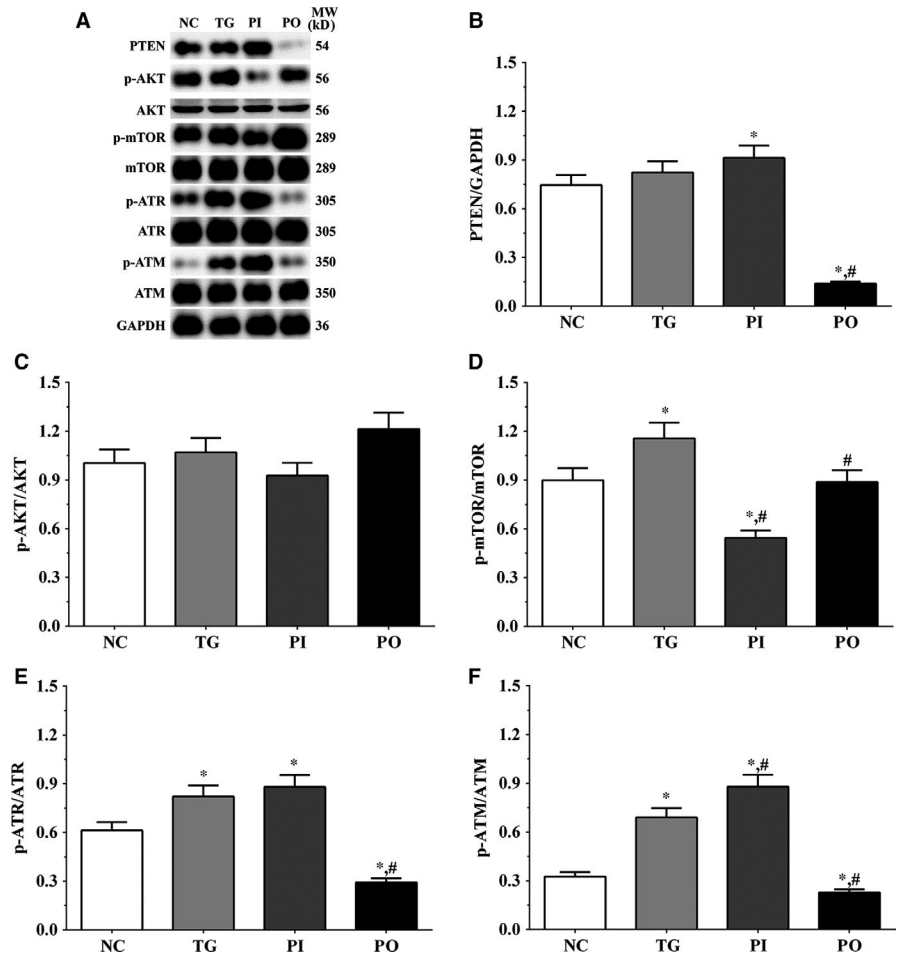 A
NC TG PI PO MW
(kD)
PTEN 54
p-AKT 56
AKT 56
p-mTOR 289
mTOR 289
p-ATR 305
ATR 305
p-ATM 350
ATM 350
GAPDH 36
B
PTEN/GAPDH
1.5
1.2
0.9
0.6
0.3
0.0
*
*,#
NC TG PI PO
C
p-AKT/AKT
1.5
1.2
0.9
0.6
0.3
0.0
NC TG PI PO
D
p-mTOR/mTOR
1.5
1.2
0.9
0.6
0.3
0.0
*
*,#
#
NC TG PI PO
E
p-ATR/ATR
1.5
1.2
0.9
0.6
0.3
0.0
*
*
*,#
NC TG PI PO
F
p-ATM/ATM
1.5
1.2
0.9
0.6
0.3
0.0
*
*,#
*,#
NC TG PI PO